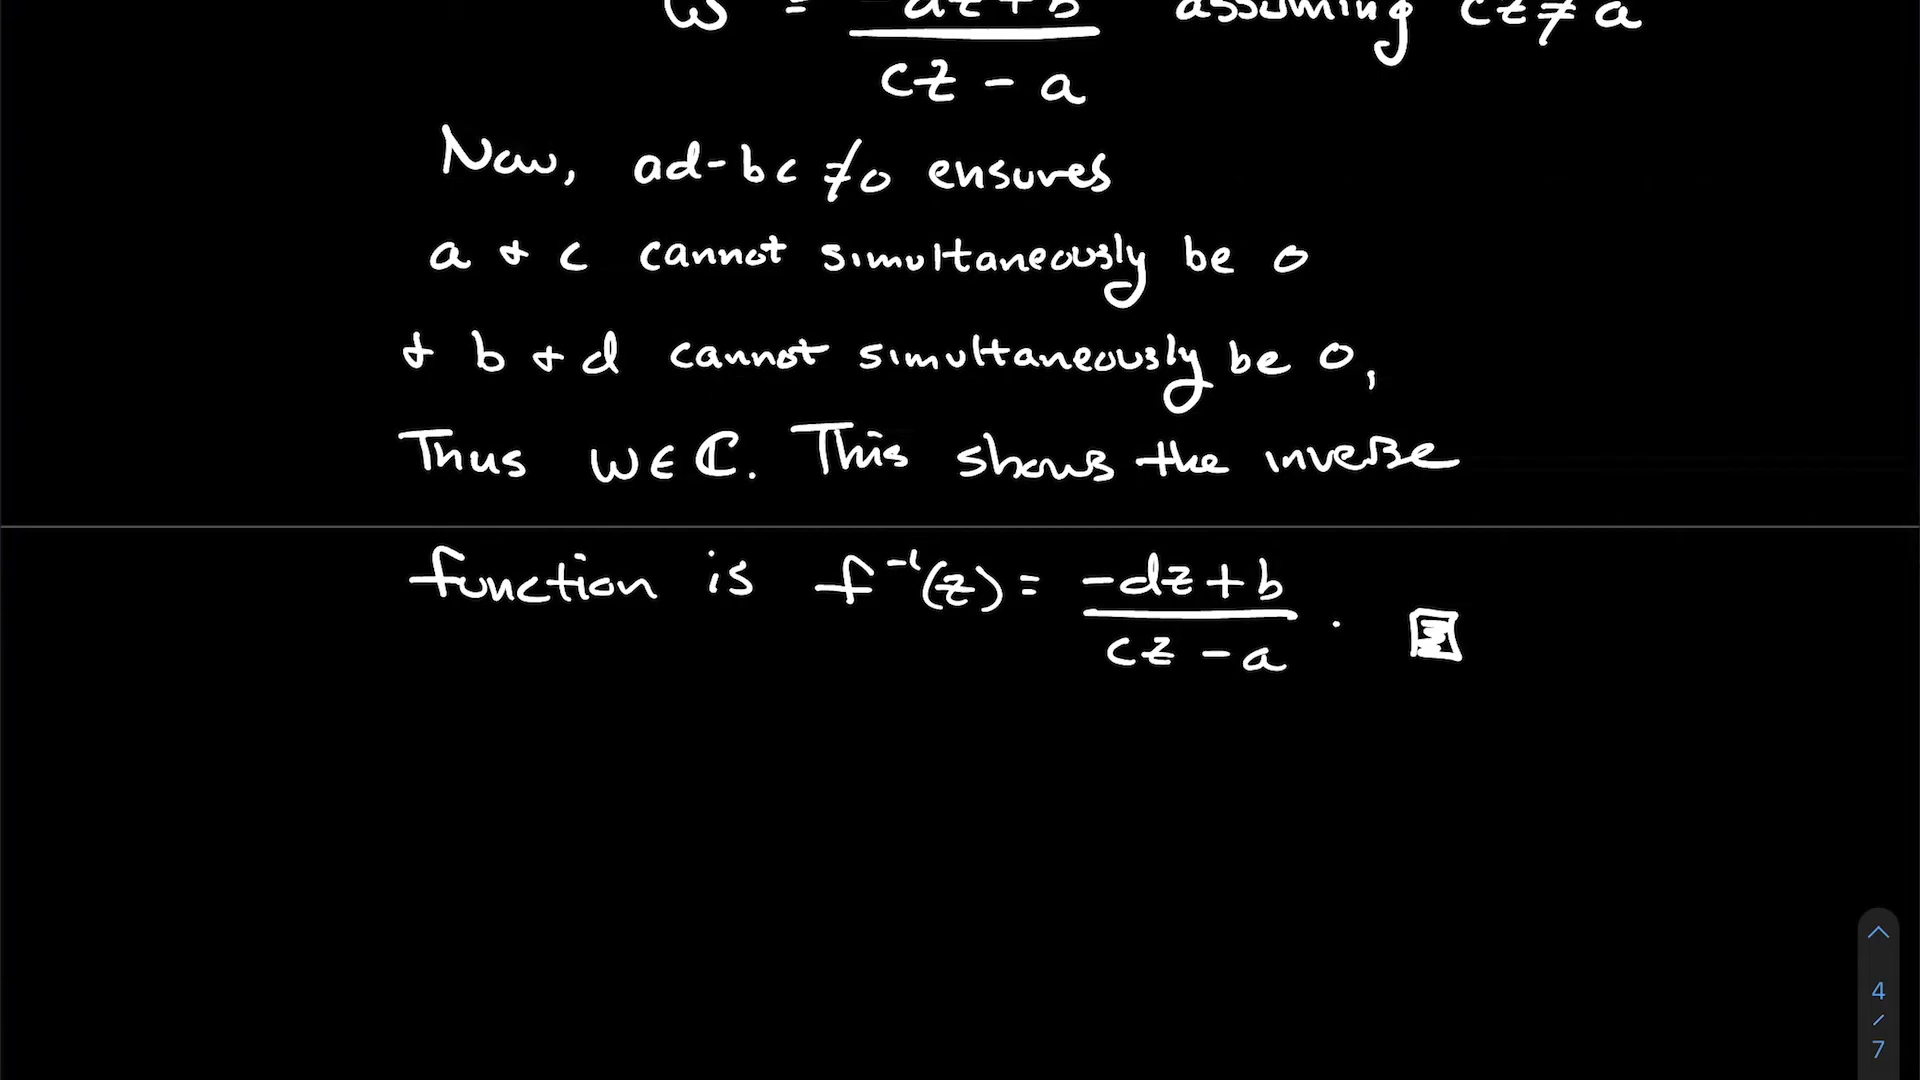 w = -dz+b / cz - a assuming cz ≠ a
Now, ad-bc ≠0 ensures
a & c cannot simultaneously be 0
& b & d cannot simultaneously be 0,
Thus w∈ℂ. This shows the inverse
function is f⁻¹(z) = -dz+b / cz - a .
4
/
7